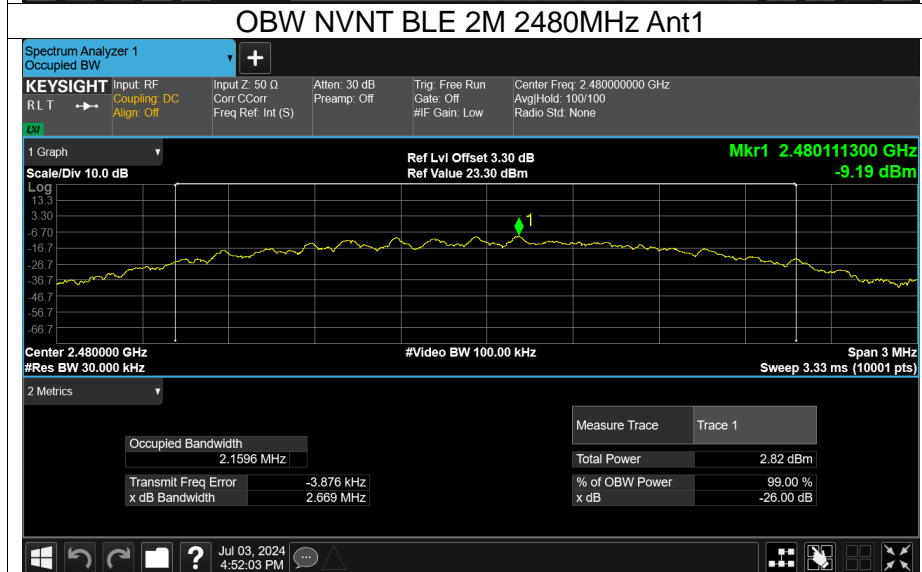 OBW NVNT BLE 2M 2480MHz Ant1
Spectrum Analyzer 1
Occupied BW
▼
+
KEYSIGHT Input: RF Input Z: 50 Ω Atten: 30 dB Trig: Free Run Center Freq: 2.480000000 GHz
RLT Coupling: DC Corr CCorr Preamp: Off Gate: Off Avg|Hold: 100/100
Align: Off Freq Ref: Int (S) #IF Gain: Low Radio Std: None
LXI
1 Graph ▼ Ref Lvl Offset 3.30 dB Mkr1 2.480111300 GHz
Scale/Div 10.0 dB Ref Value 23.30 dBm -9.19 dBm
Log
13.3
3.30
1
-6.70
-16.7
-26.7
-36.7
-46.7
-56.7
-66.7
Center 2.480000 GHz #Video BW 100.00 kHz Span 3 MHz
#Res BW 30.000 kHz Sweep 3.33 ms (10001 pts)
2 Metrics ▼
Measure Trace Trace 1
Occupied Bandwidth
2.1596 MHz Total Power 2.82 dBm
Transmit Freq Error -3.876 kHz % of OBW Power 99.00 %
x dB Bandwidth 2.669 MHz x dB -26.00 dB
? Jul 03, 2024
4:52:03 PM